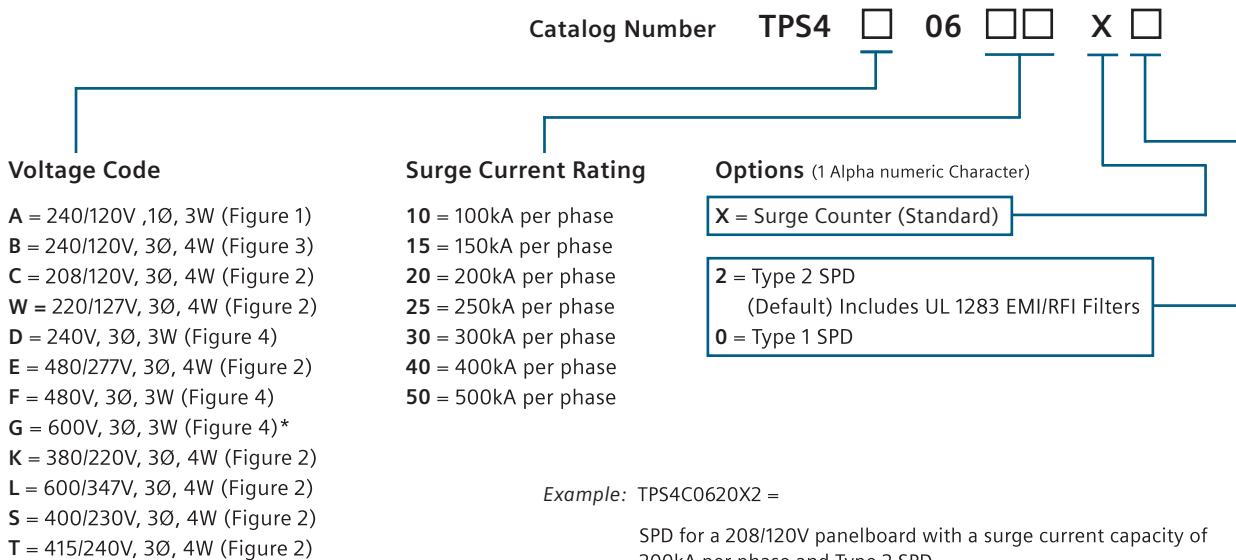 Catalog Number TPS4 □ 06 □□ X □
Voltage Code
A = 240/120V ,1Ø, 3W (Figure 1)
B = 240/120V, 3Ø, 4W (Figure 3)
C = 208/120V, 3Ø, 4W (Figure 2)
W = 220/127V, 3Ø, 4W (Figure 2)
D = 240V, 3Ø, 3W (Figure 4)
E = 480/277V, 3Ø, 4W (Figure 2)
F = 480V, 3Ø, 3W (Figure 4)
G = 600V, 3Ø, 3W (Figure 4)*
K = 380/220V, 3Ø, 4W (Figure 2)
L = 600/347V, 3Ø, 4W (Figure 2)
S = 400/230V, 3Ø, 4W (Figure 2)
T = 415/240V, 3Ø, 4W (Figure 2)
Surge Current Rating
10 = 100kA per phase
15 = 150kA per phase
20 = 200kA per phase
25 = 250kA per phase
30 = 300kA per phase
40 = 400kA per phase
50 = 500kA per phase
Options (1 Alpha numeric Character)
X = Surge Counter (Standard)
2 = Type 2 SPD
(Default) Includes UL 1283 EMI/RFI Filters
0 = Type 1 SPD
Example: TPS4C0620X2 =
SPD for a 208/120V panelboard with a surge current capacity of
200kA per phase and Type 2 SPD